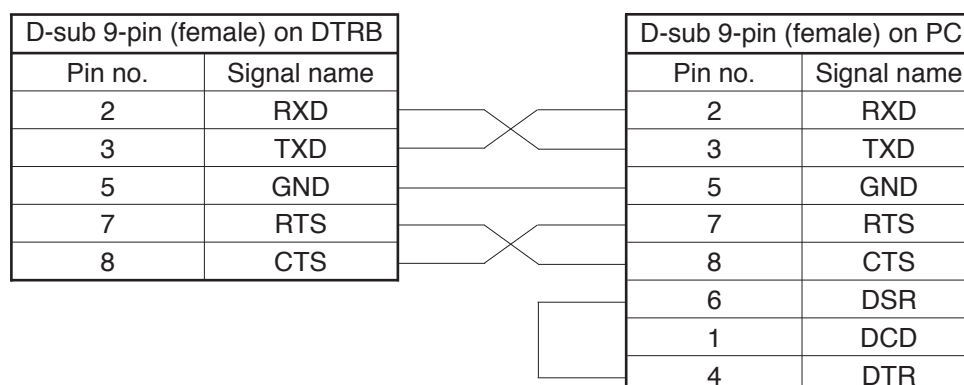 D-sub 9-pin (female) on DTRB
Pin no. Signal name
2 RXD
3 TXD
5 GND
7 RTS
8 CTS
D-sub 9-pin (female) on PC
Pin no. Signal name
2 RXD
3 TXD
5 GND
7 RTS
8 CTS
6 DSR
1 DCD
4 DTR